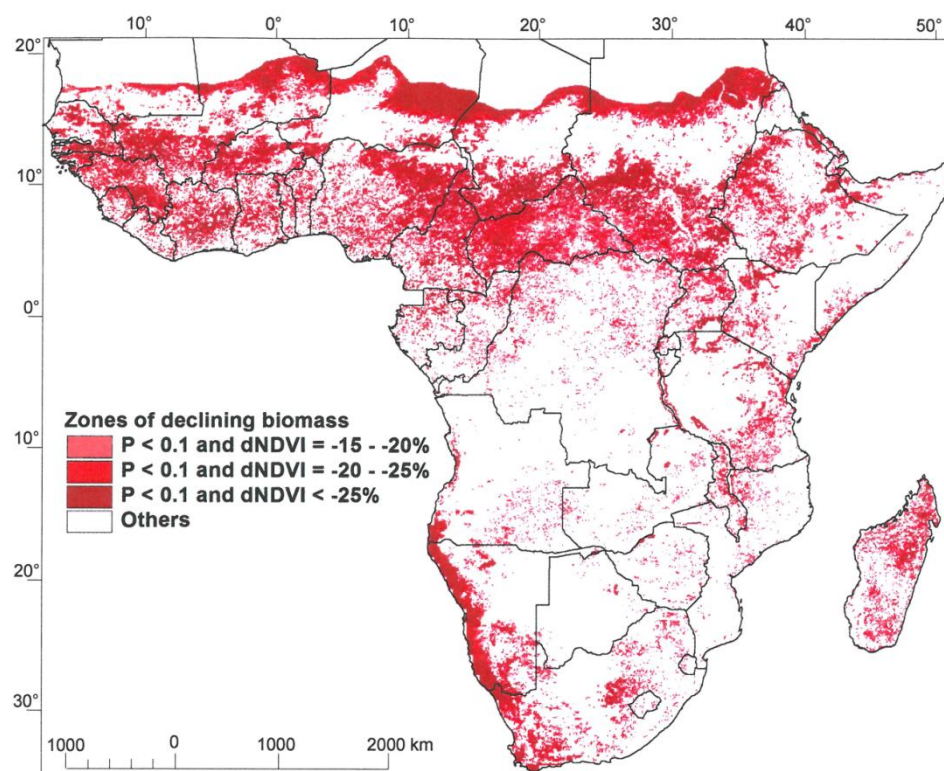 10° 0° 10° 20° 30° 40° 50°
20°
10°
0°
Zones of declining biomass
P < 0.1 and dNDVI = -15 - -20%
P < 0.1 and dNDVI = -20 - -25%
P < 0.1 and dNDVI < -25%
Others
10°
20°
30°
1000 0 1000 2000 km